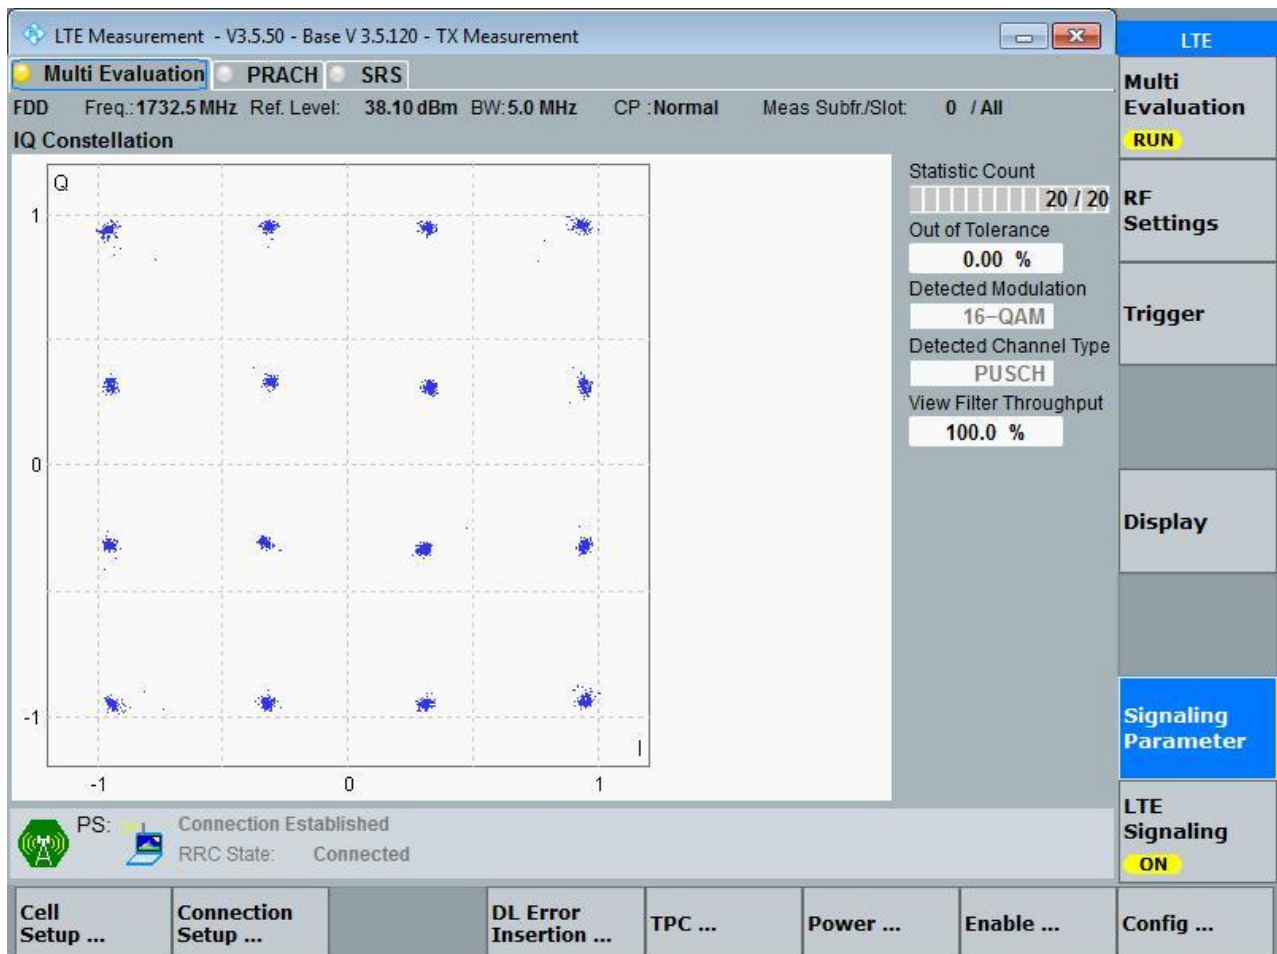 LTE Measurement - V3.5.50 - Base V 3.5.120 - TX Measurement
LTE
Multi Evaluation PRACH SRS
FDD Freq.:1732.5 MHz Ref. Level: 38.10 dBm BW:5.0 MHz CP :Normal Meas Subfr./Slot: 0 / All
IQ Constellation
Q
1
0
-1
-1 0 1
I
Statistic Count
20 / 20
Out of Tolerance
0.00 %
Detected Modulation
16-QAM
Detected Channel Type
PUSCH
View Filter Throughput
100.0 %
Multi
Evaluation
RUN
RF
Settings
Trigger
Display
Signaling
Parameter
LTE
Signaling
ON
PS: Connection Established
RRC State: Connected
Cell
Setup ...
Connection
Setup ...
DL Error
Insertion ...
TPC ...
Power ...
Enable ...
Config ...